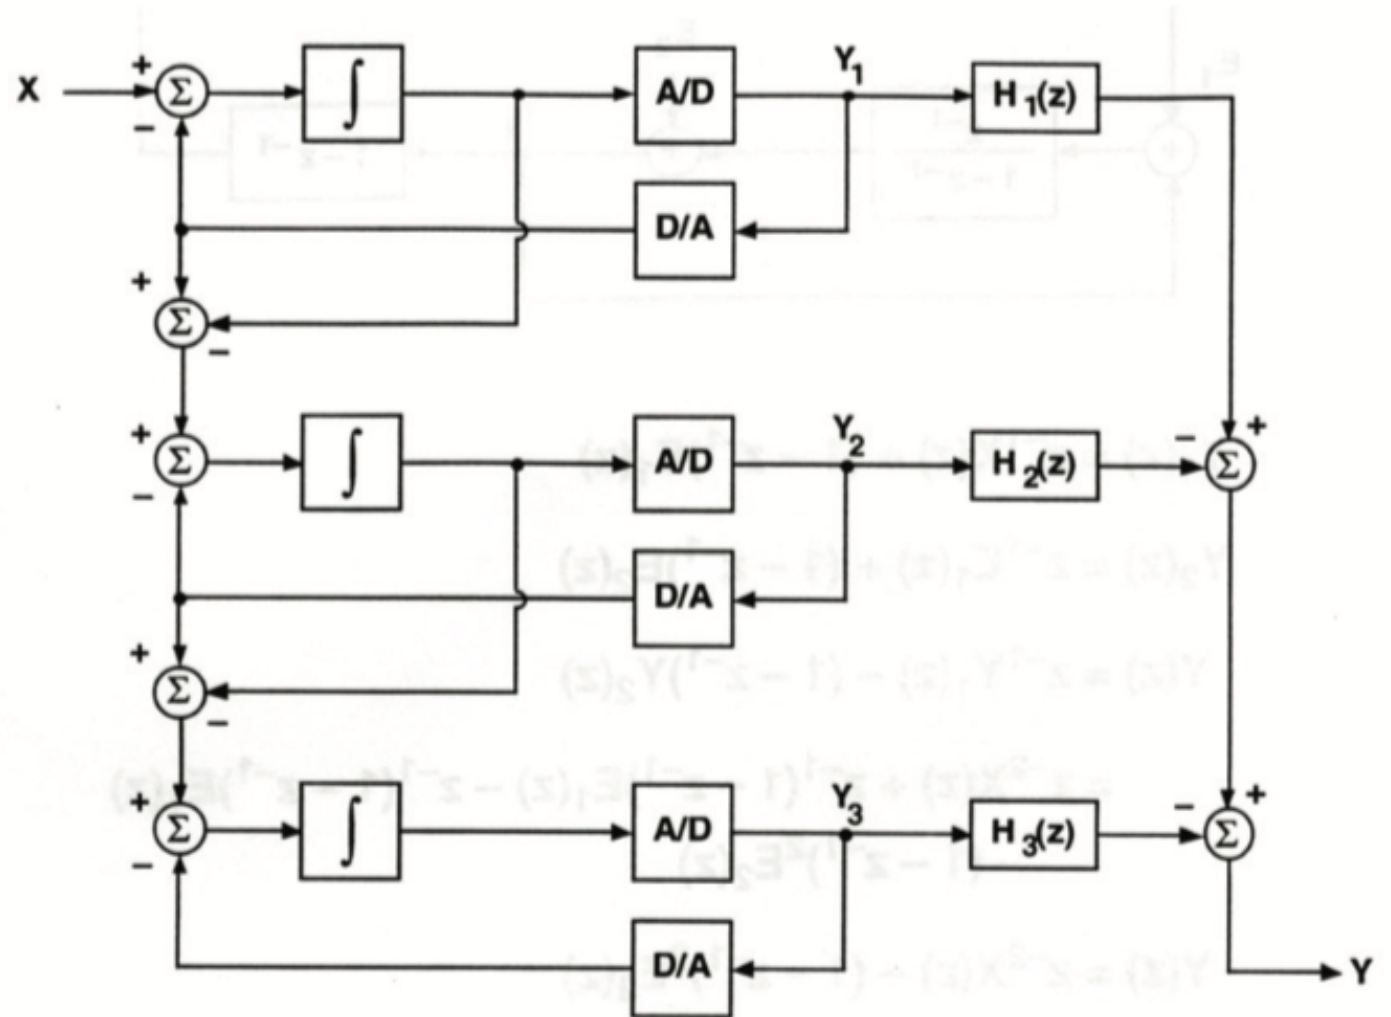 X + Σ − ∫ A/D Y1 H1(z)
D/A
+ Σ −
+ Σ − ∫ A/D Y2 H2(z) − Σ +
D/A
+ Σ −
+ Σ − ∫ A/D Y3 H3(z) − Σ +
D/A
Y